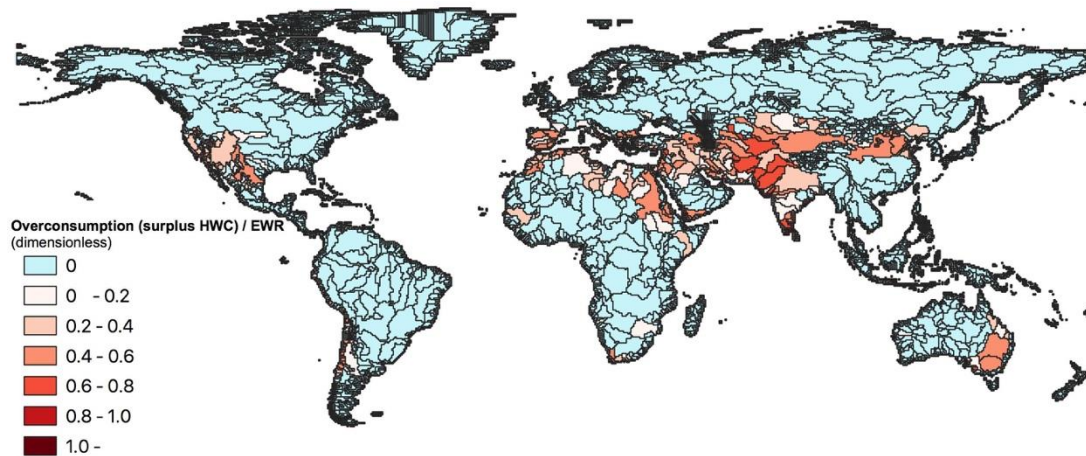 Overconsumption (surplus HWC) / EWR
(dimensionless)
0
0 - 0.2
0.2 - 0.4
0.4 - 0.6
0.6 - 0.8
0.8 - 1.0
1.0 -